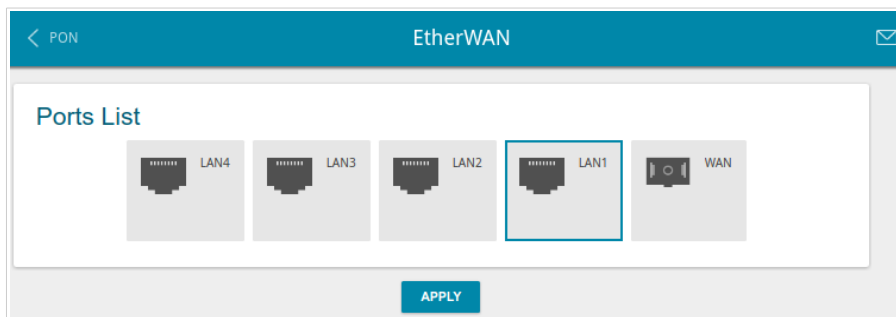 PON
EtherWAN
Ports List
LAN4
LAN3
LAN2
LAN1
WAN
APPLY